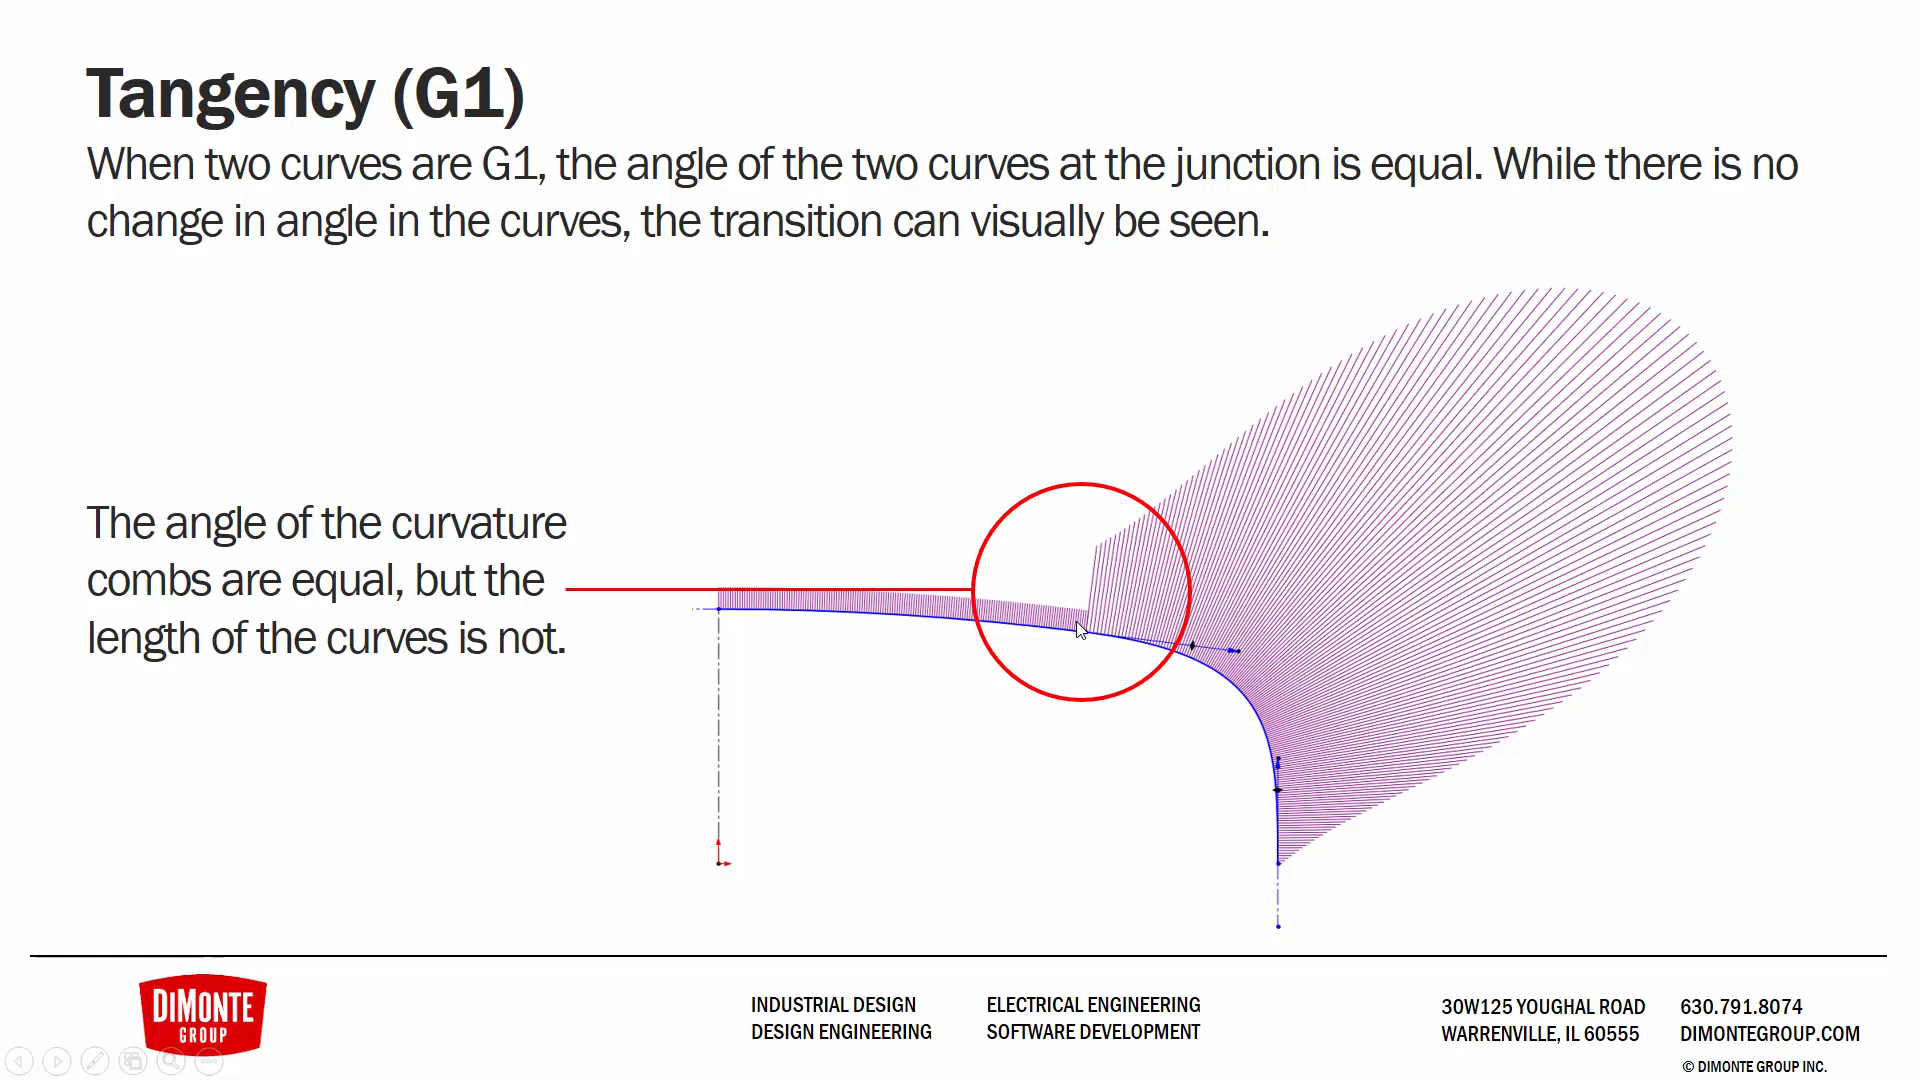 Tangency (G1)
When two curves are G1, the angle of the two curves at the junction is equal. While there is no
change in angle in the curves, the transition can visually be seen.
The angle of the curvature
combs are equal, but the
length of the curves is not.
DIMONTE
GROUP
INDUSTRIAL DESIGN
DESIGN ENGINEERING
ELECTRICAL ENGINEERING
SOFTWARE DEVELOPMENT
30W125 YOUGHAL ROAD
WARRENVILLE, IL 60555
630.791.8074
DIMONTEGROUP.COM
© DIMONTE GROUP INC.